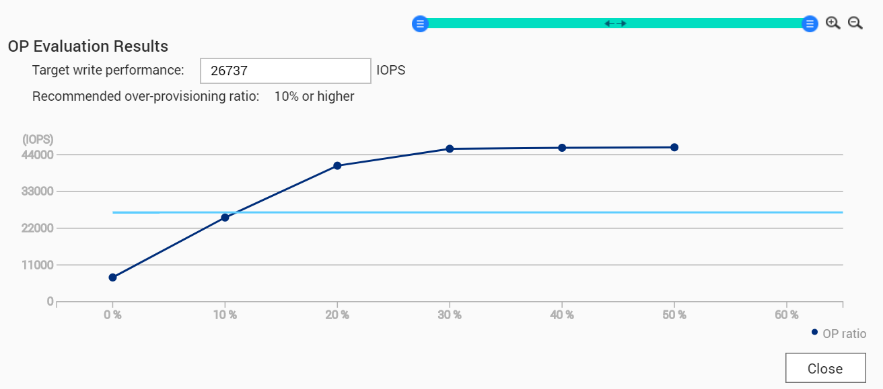 OP Evaluation Results
Target write performance: 26737 IOPS
Recommended over-provisioning ratio: 10% or higher
(IOPS)
44000
33000
22000
11000
0
0 % 10 % 20 % 30 % 40 % 50 % 60 %
OP ratio
Close